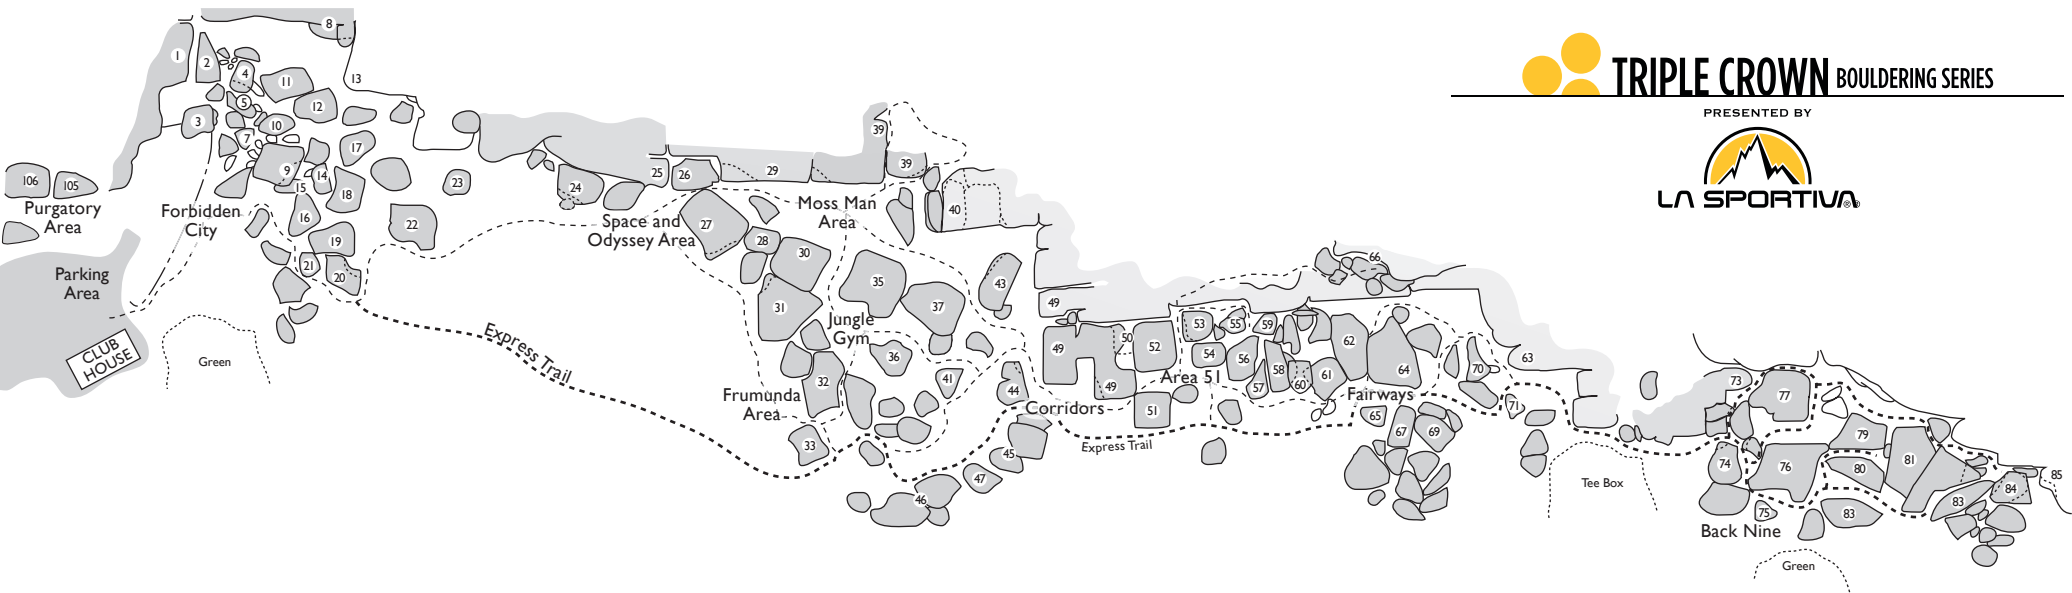 TRIPLE CROWN BOULDERING SERIES
PRESENTED BY
LA SPORTIVA®
1
2
3
4
5
7
8
9
10
11
12
13
14
15
16
17
18
19
20
21
22
23
106
105
Purgatory
Area
Forbidden
City
Parking
Area
CLUB
HOUSE
Green
Express Trail
24
25
26
27
28
29
30
31
32
33
Space and
Odyssey Area
Moss Man
Area
39
39
40
35
36
37
Jungle
Gym
Frumunda
Area
41
43
44
45
46
47
Corridors
Express Trail
49
49
49
50
51
52
53
54
55
56
57
58
59
60
61
62
Area 51
64
65
66
67
69
70
71
63
Fairways
Tee Box
73
74
75
76
77
79
80
81
83
83
84
85
Back Nine
Green